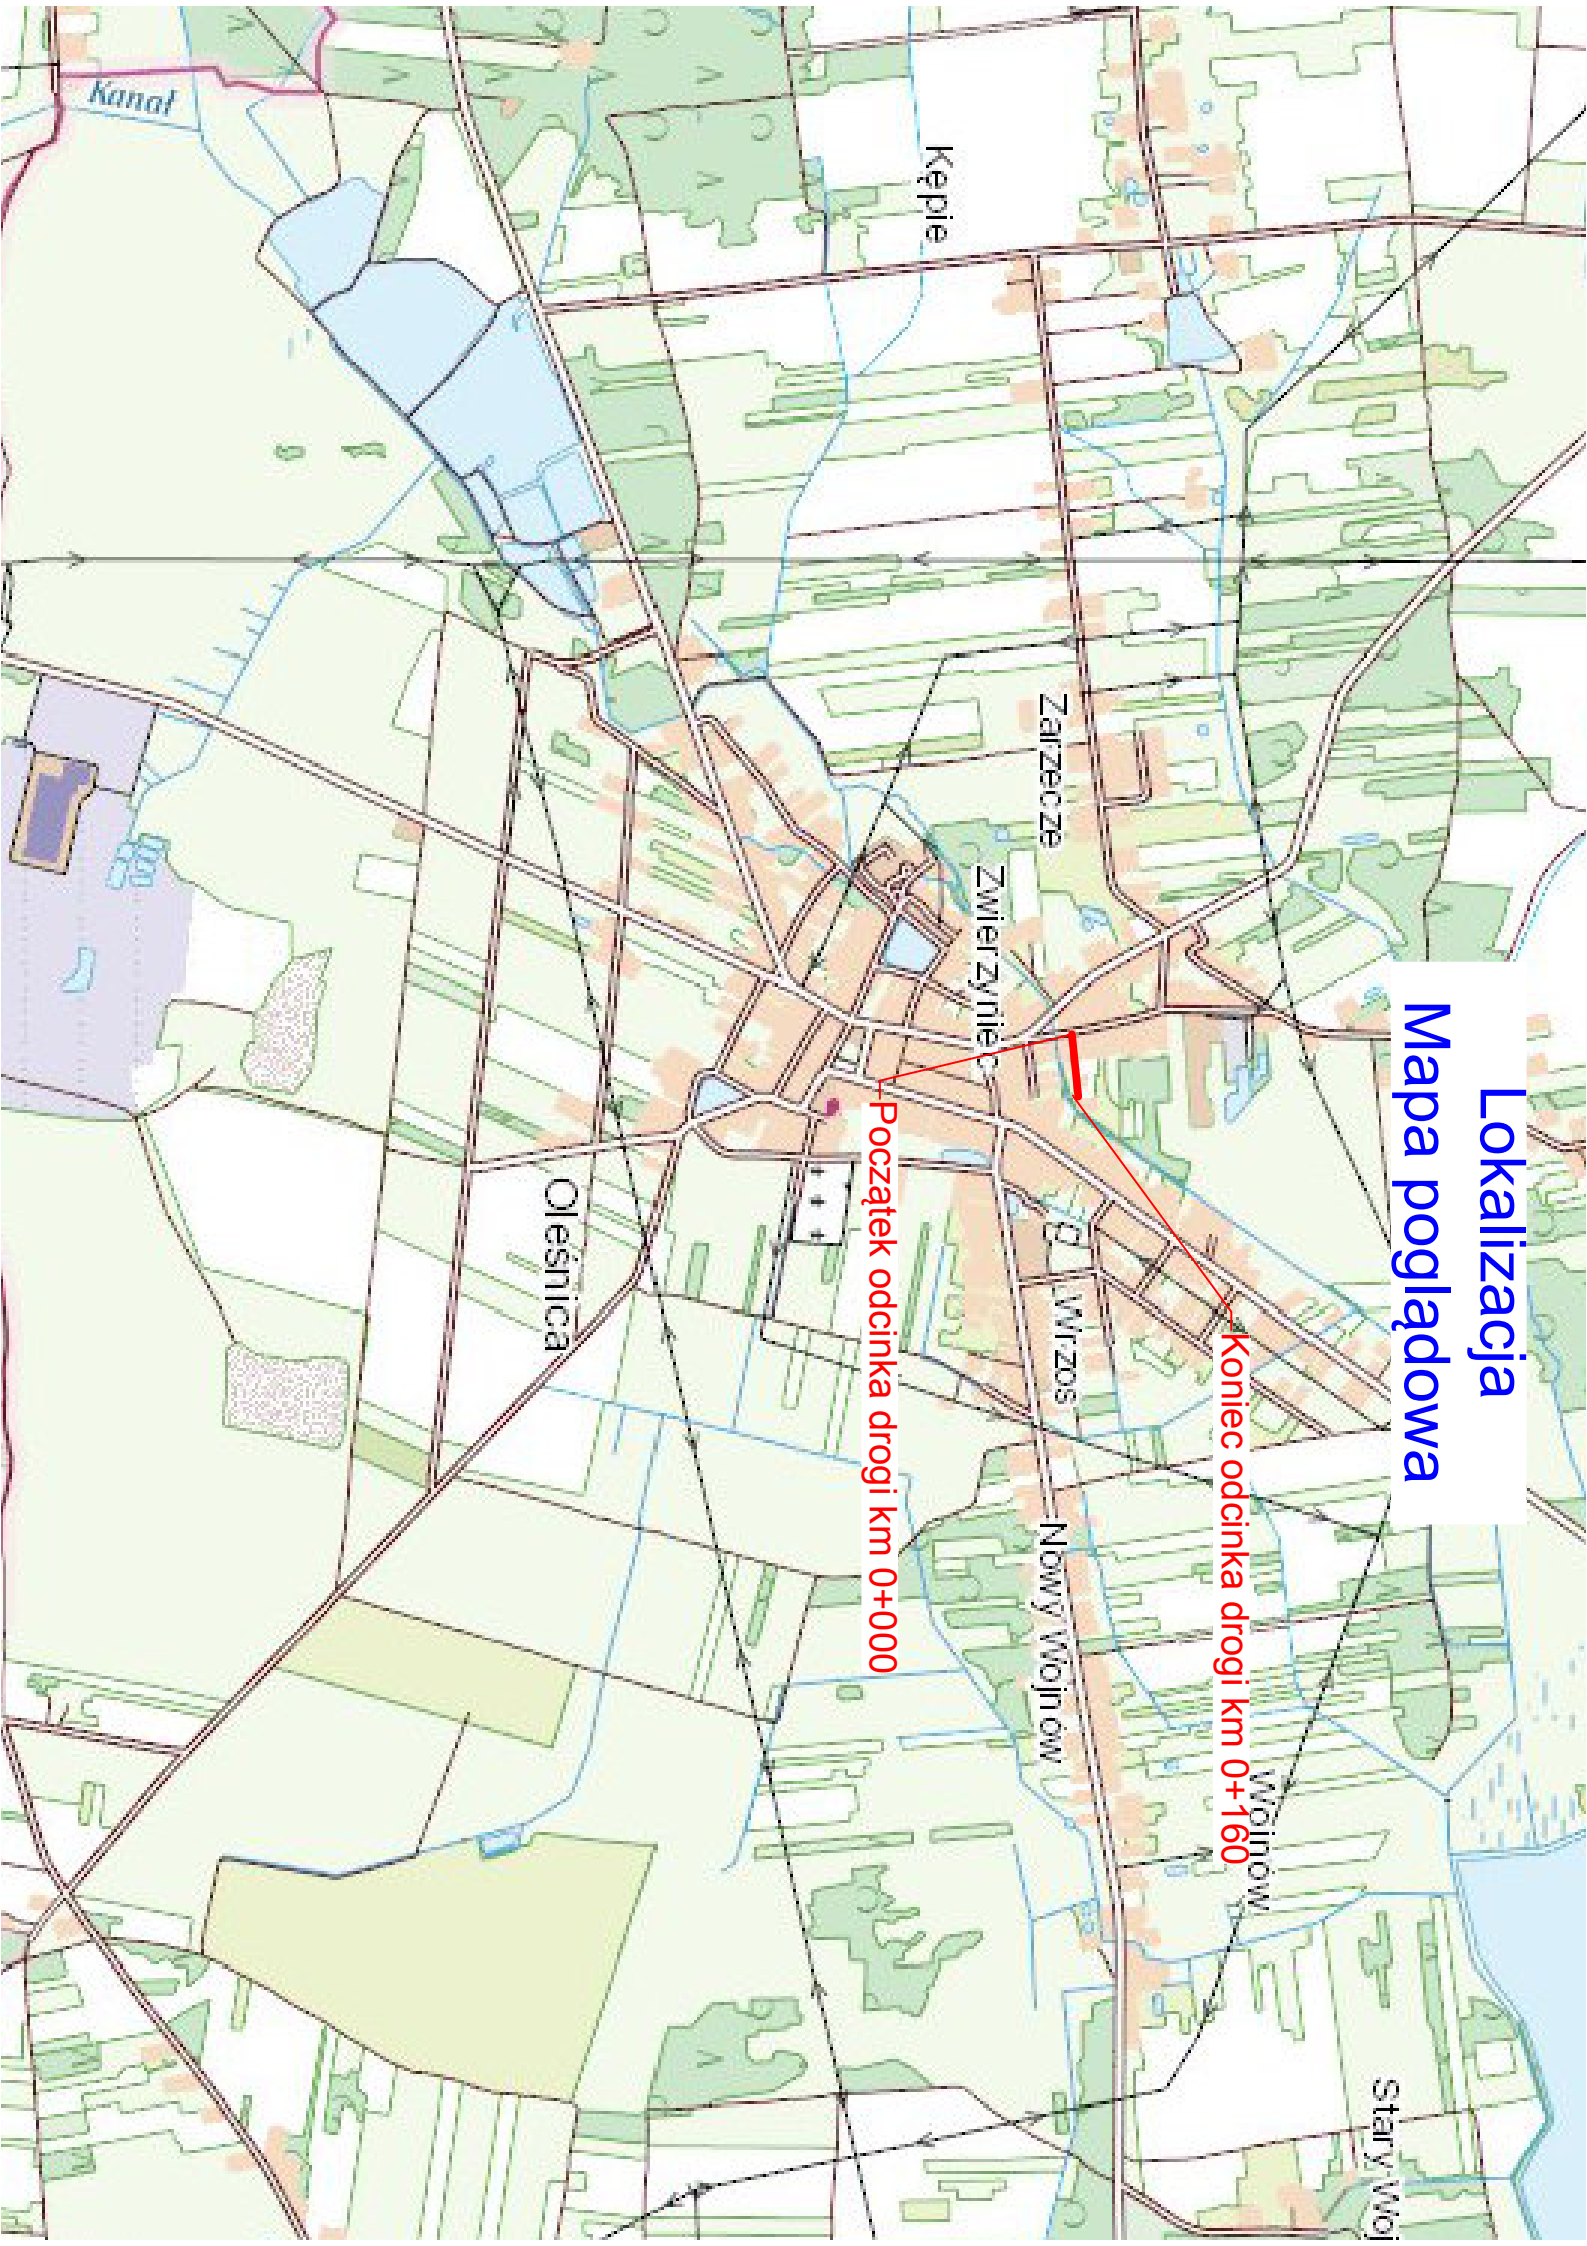 Lokalizacja
Mapa poglądowa
Stary Woj
Wojnów
Koniec odcinka drogi km 0+160
Kępie
Zarzecze
Zwierzyniec
g. Wrzos
Nowy Wojnów
Początek odcinka drogi km 0+000
Oleśnica
Kanał